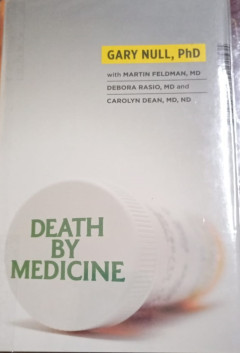 GARY NULL, PhD
with MARTIN FELDMAN, MD
DEBORA RASIO, MD and
CAROLYN DEAN, MD, ND
DEATH
BY
MEDICINE